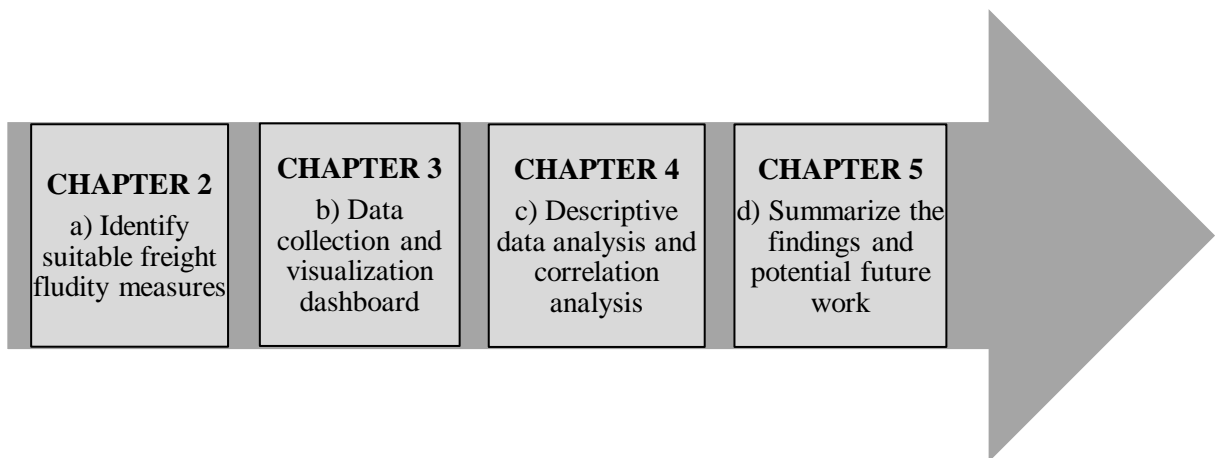 CHAPTER 2
a) Identify
suitable freight
fludity measures
CHAPTER 3
b) Data
collection and
visualization
dashboard
CHAPTER 4
c) Descriptive
data analysis and
correlation
analysis
CHAPTER 5
d) Summarize the
findings and
potential future
work